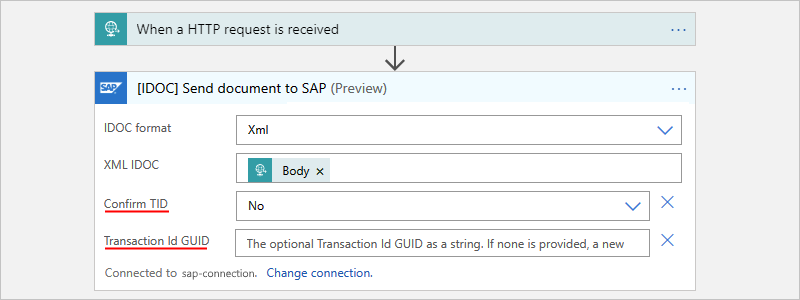 When a HTTP request is received
SAP [IDOC] Send document to SAP (Preview)
IDOC format Xml
XML IDOC Body ×
Confirm TID No
Transaction Id GUID The optional Transaction Id GUID as a string. If none is provided, a new
Connected to sap-connection. Change connection.